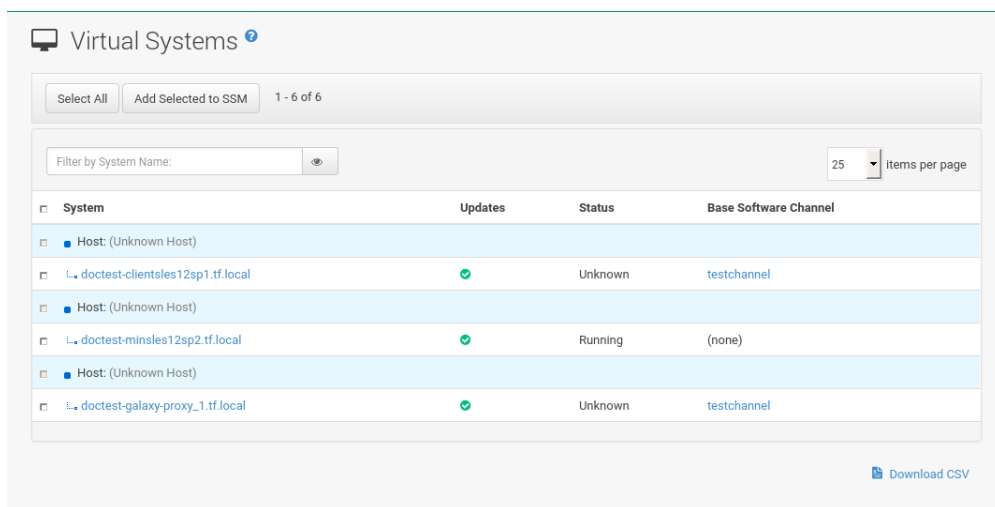 Virtual Systems ?
Select All Add Selected to SSM 1 - 6 of 6
Filter by System Name: 25 items per page
System Updates Status Base Software Channel
Host: (Unknown Host)
doctest-clientsles12sp1.tf.local Unknown testchannel
Host: (Unknown Host)
doctest-minsles12sp2.tf.local Running (none)
Host: (Unknown Host)
doctest-galaxy-proxy_1.tf.local Unknown testchannel
Download CSV